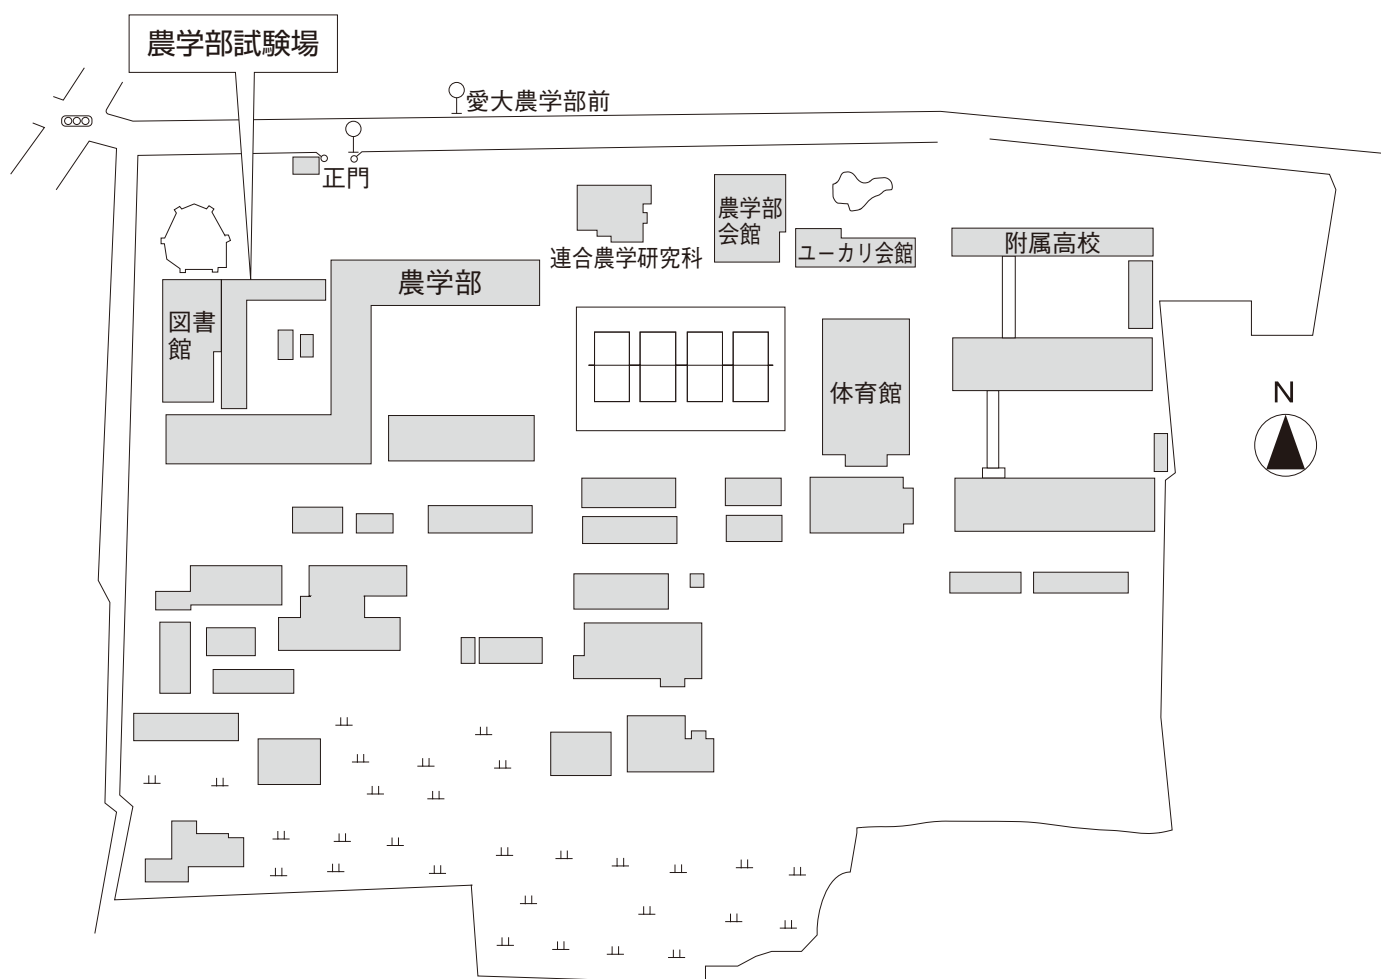 農学部試験場
愛大農学部前
正門
農学部
会館
連合農学研究科
ユーカリ会館
附属高校
農学部
図書
館
体育館
N